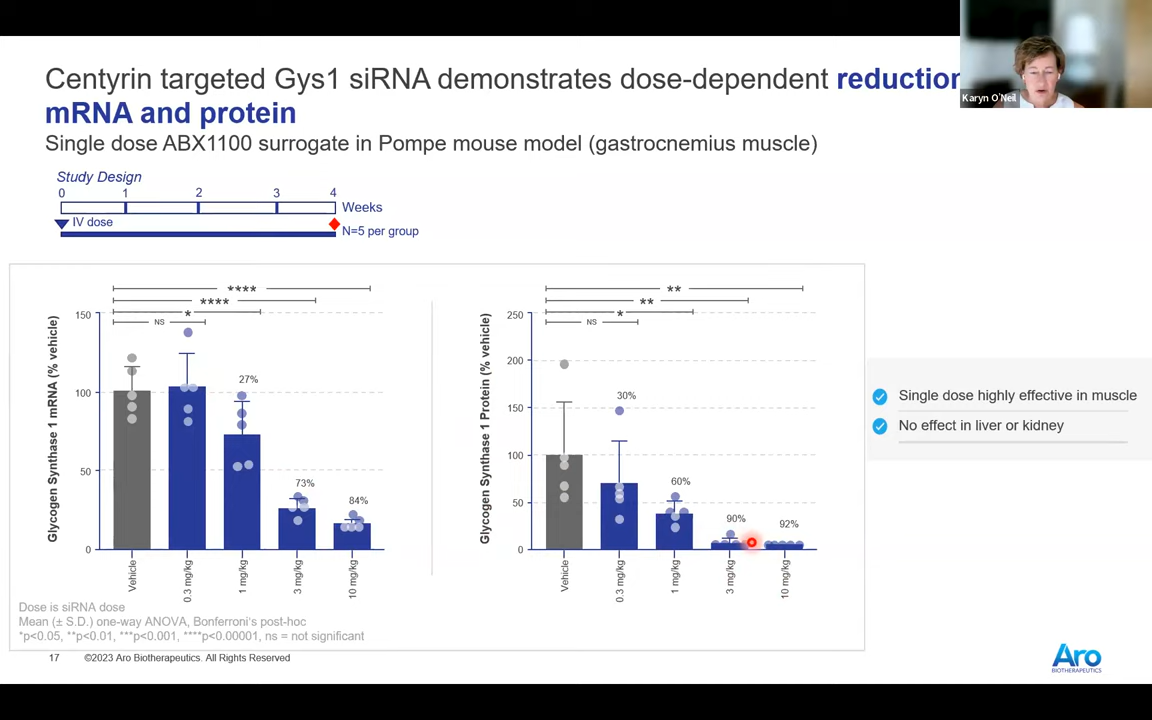 Centyrin targeted Gys1 siRNA demonstrates dose-dependent reduction
mRNA and protein
Karyn O'Neil
Single dose ABX1100 surrogate in Pompe mouse model (gastrocnemius muscle)
Study Design
0 1 2 3 4
Weeks
IV dose
N=5 per group
Glycogen Synthase 1 mRNA (% vehicle)
150
100
50
0
****
****
*
NS
27%
73%
84%
Vehicle
0.3 mg/kg
1 mg/kg
3 mg/kg
10 mg/kg
Glycogen Synthase 1 Protein (% vehicle)
250
200
150
100
50
0
**
**
*
NS
30%
60%
90%
92%
Vehicle
0.3 mg/kg
1 mg/kg
3 mg/kg
10 mg/kg
Single dose highly effective in muscle
No effect in liver or kidney
Dose is siRNA dose
Mean (± S.D.) one-way ANOVA, Bonferroni's post-hoc
*p<0.05, **p<0.01, ***p<0.001, ****p<0.00001, ns = not significant
17 ©2023 Aro Biotherapeutics. All Rights Reserved
Aro
BIOTHERAPEUTICS